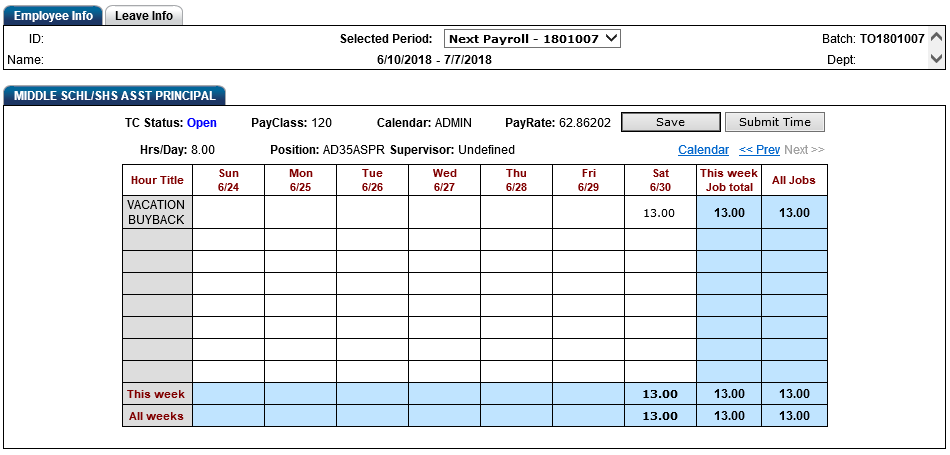 Employee Info Leave Info
ID: Selected Period: Next Payroll - 1801007 Batch: TO1801007
Name: 6/10/2018 - 7/7/2018 Dept:
MIDDLE SCHL/SHS ASST PRINCIPAL
TC Status: Open PayClass: 120 Calendar: ADMIN PayRate: 62.86202 Save Submit Time
Hrs/Day: 8.00 Position: AD35ASPR Supervisor: Undefined Calendar << Prev Next >>
Hour Title Sun Mon Tue Wed Thu Fri Sat This week All Jobs
6/24 6/25 6/26 6/27 6/28 6/29 6/30 Job total
VACATION
BUYBACK 13.00 13.00 13.00
This week 13.00 13.00 13.00
All weeks 13.00 13.00 13.00